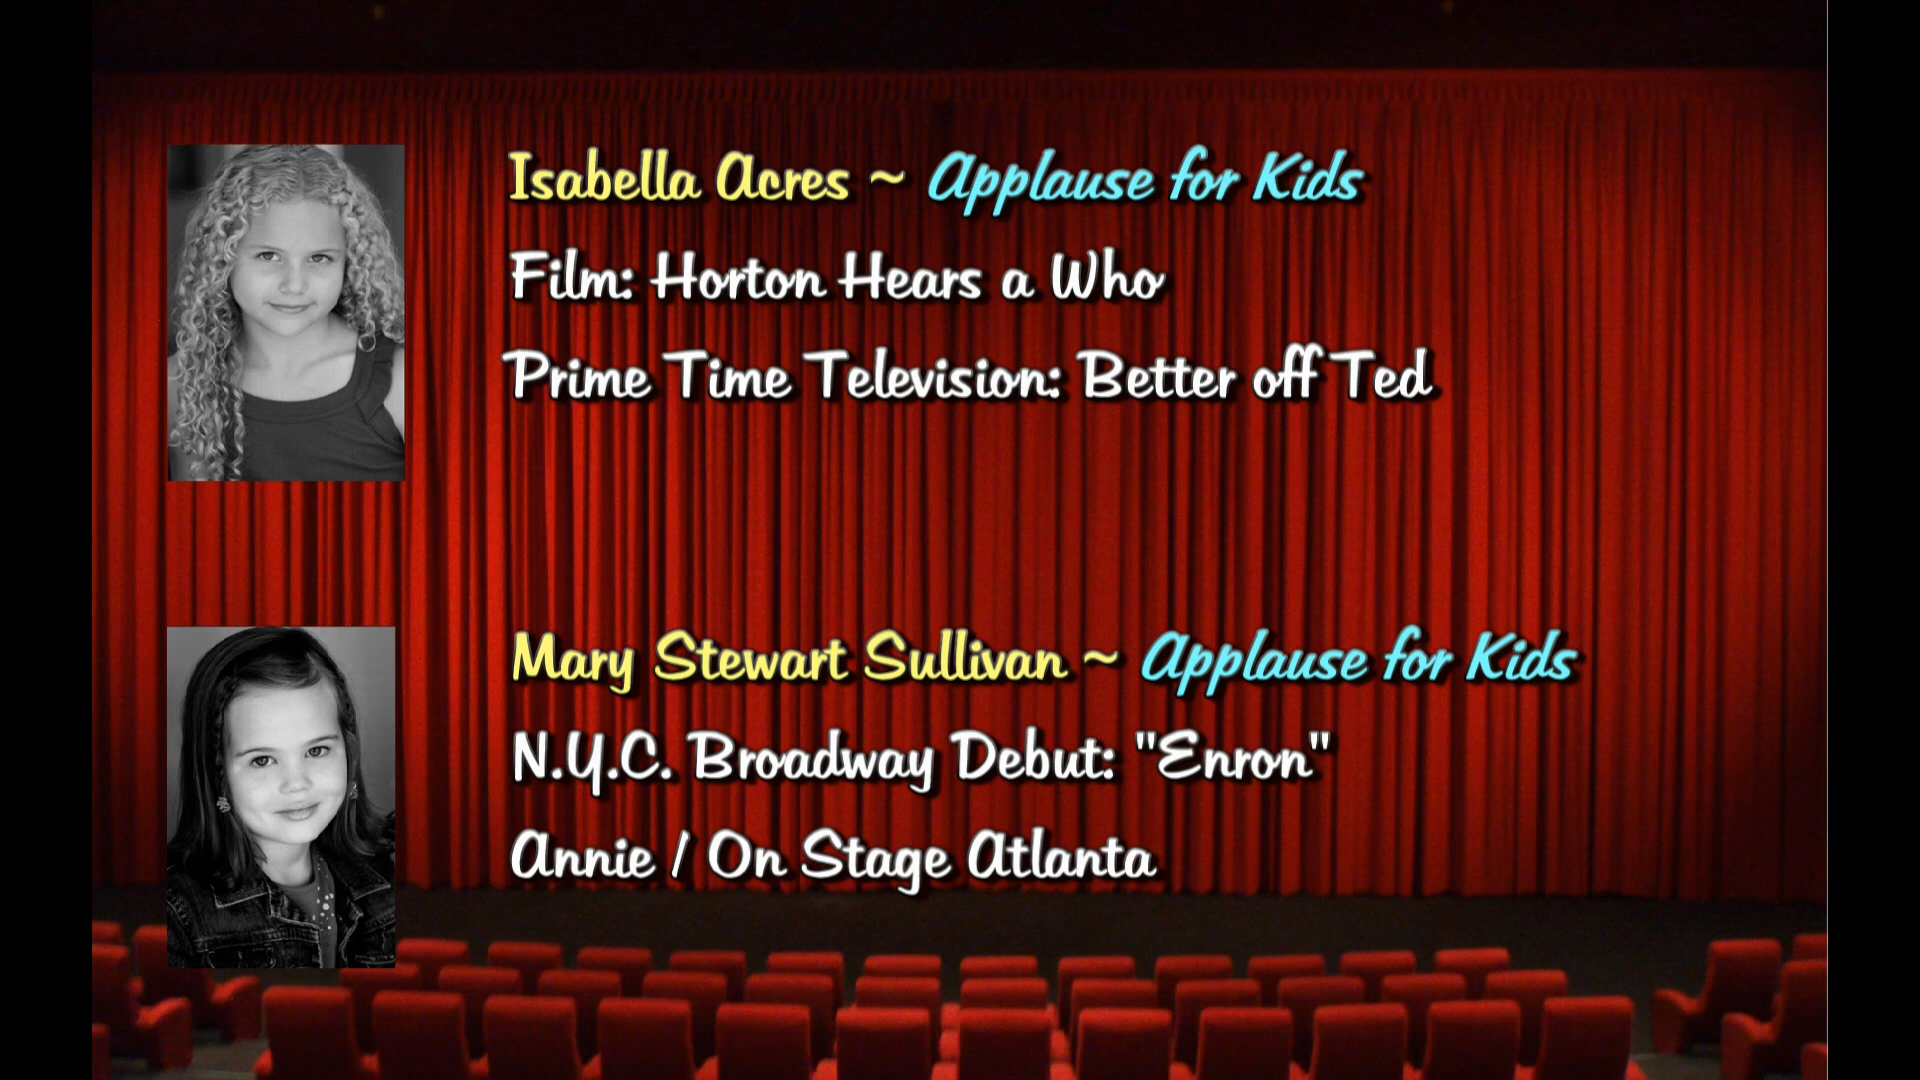 Isabella Acres ~ Applause for Kids
Film: Horton Hears a Who
Prime Time Television: Better off Ted
Mary Stewart Sullivan ~ Applause for Kids
N.Y.C. Broadway Debut: "Enron"
Annie / On Stage Atlanta